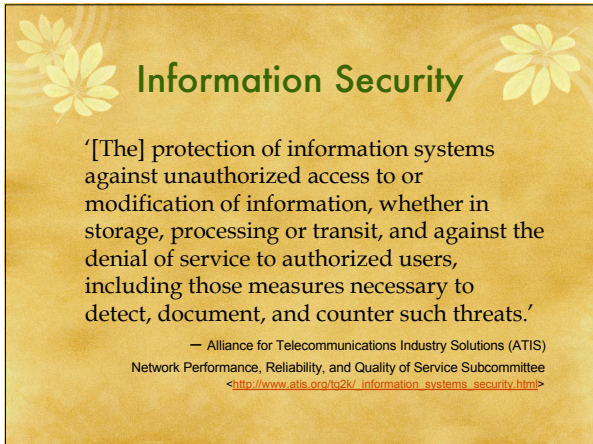 Information Security
‘[The] protection of information systems
against unauthorized access to or
modification of information, whether in
storage, processing or transit, and against the
denial of service to authorized users,
including those measures necessary to
detect, document, and counter such threats.’
— Alliance for Telecommunications Industry Solutions (ATIS)
Network Performance, Reliability, and Quality of Service Subcommittee
<http://www.atis.org/tg2k/_information_systems_security.html>